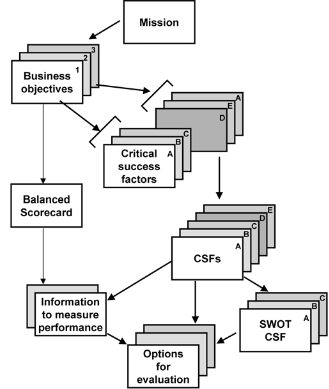 Mission
3
2
1
Business
objectives
A
E
D
C
B
A
Critical
success
factors
Balanced
Scorecard
E
D
C
B
A
CSFs
Information
to measure
performance
C
B
A
SWOT
CSF
Options
for
evaluation